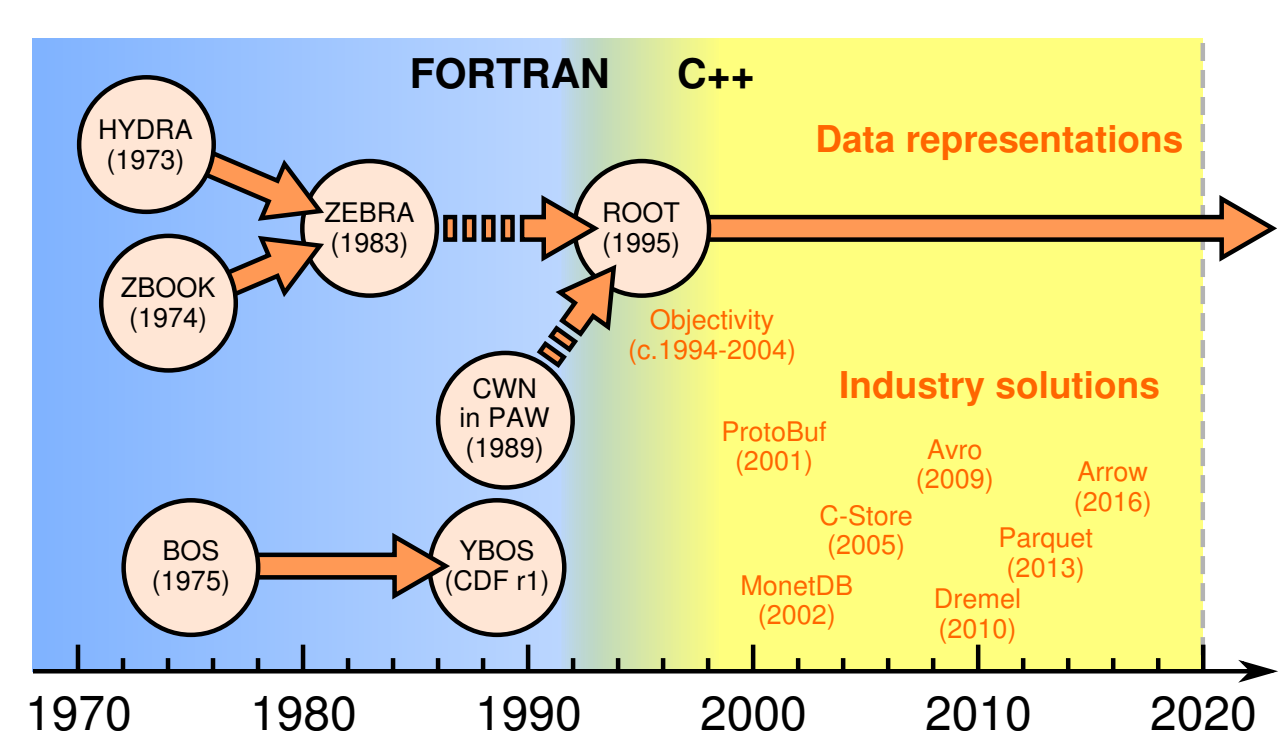 FORTRAN
C++
Data representations
HYDRA
(1973)
ZEBRA
(1983)
ROOT
(1995)
ZBOOK
(1974)
Objectivity
(c.1994-2004)
CWN
in PAW
(1989)
Industry solutions
ProtoBuf
(2001)
Avro
(2009)
Arrow
(2016)
C-Store
(2005)
Parquet
(2013)
BOS
(1975)
YBOS
(CDF r1)
MonetDB
(2002)
Dremel
(2010)
1970 1980 1990 2000 2010 2020